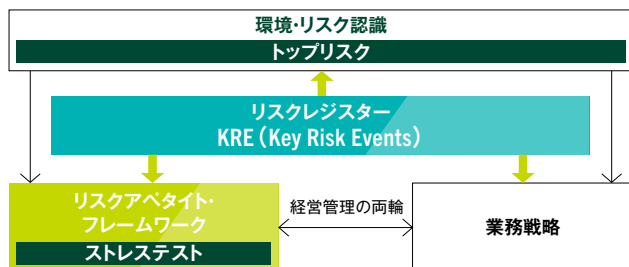 環境・リスク認識
トップリスク
リスクレジスター
KRE（Key Risk Events）
リスクアペタイト・
フレームワーク
ストレステスト
経営管理の両輪
業務戦略